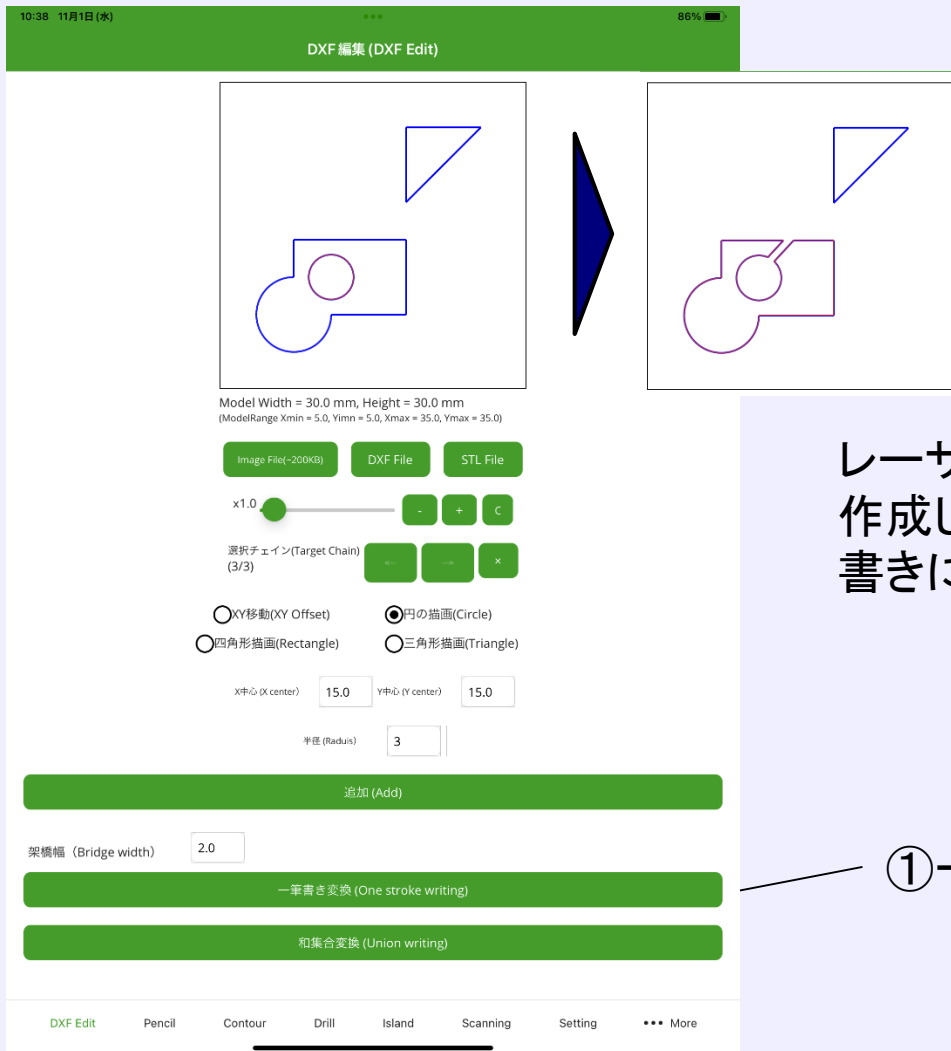 10:38 11月1日(水)
86%
DXF 編集 (DXF Edit)
Model Width = 30.0 mm, Height = 30.0 mm
(ModelRange Xmin = 5.0, Yimn = 5.0, Xmax = 35.0, Ymax = 35.0)
Image File(~200KB) DXF File STL File
x1.0 - + C
選択チェイン(Target Chain)
(3/3) ← → ×
XY移動(XY Offset) 円の描画(Circle)
四角形描画(Rectangle) 三角形描画(Triangle)
X中心 (X center) 15.0 Y中心 (Y center) 15.0
半径 (Raduis) 3
追加 (Add)
架橋幅（Bridge width） 2.0
一筆書き変換 (One stroke writing)
和集合変換 (Union writing)
DXF Edit Pencil Contour Drill Island Scanning Setting ••• More
レーサ
作成し
書きに
①一